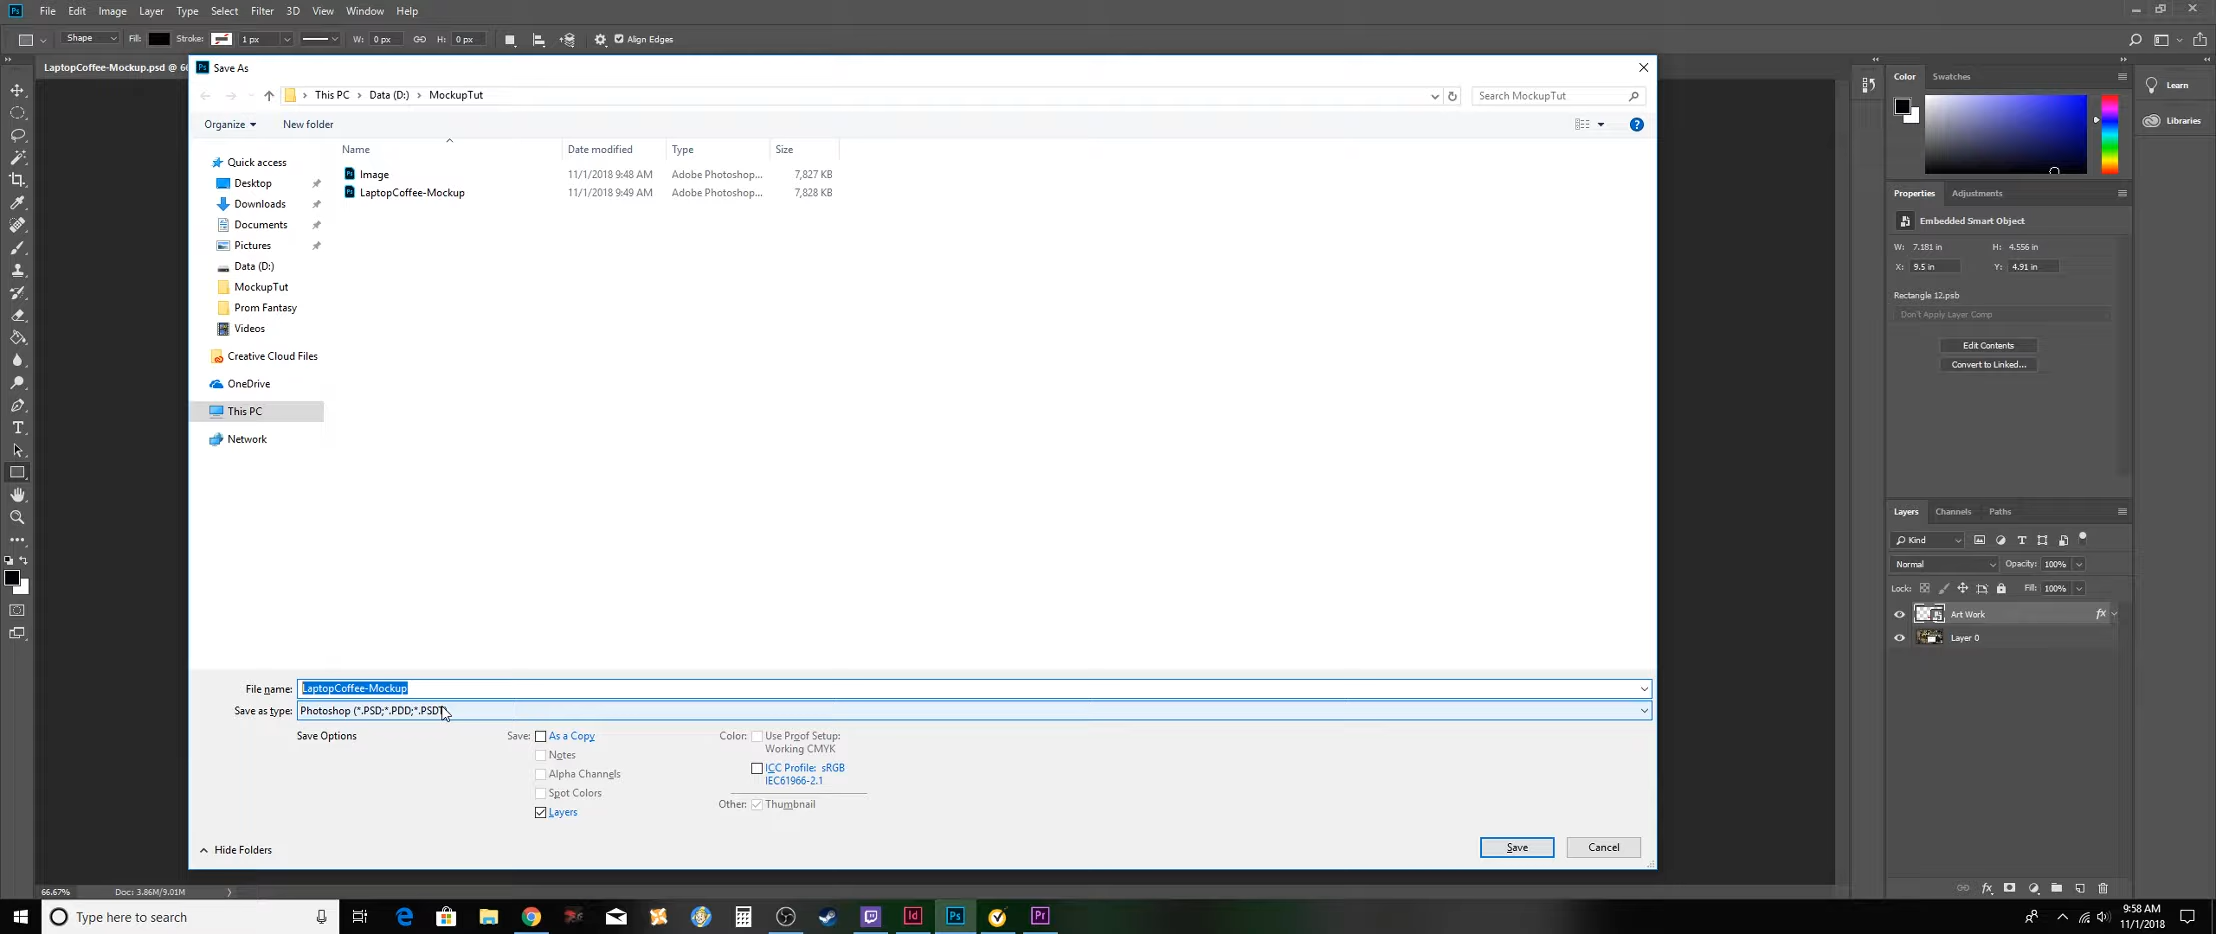 Ps File Edit Image Layer Type Select Filter 3D View Window Help
Shape Fill: Stroke: 1 px W: 0 px H: 0 px Align Edges
LaptopCoffee-Mockup.psd @ 66
Ps Save As
This PC > Data (D:) > MockupTut
Search MockupTut
Organize New folder
Name Date modified Type Size
Image 11/1/2018 9:48 AM Adobe Photoshop... 7,827 KB
LaptopCoffee-Mockup 11/1/2018 9:49 AM Adobe Photoshop... 7,828 KB
Quick access
Desktop
Downloads
Documents
Pictures
Data (D:)
MockupTut
Prom Fantasy
Videos
Creative Cloud Files
OneDrive
This PC
Network
File name: LaptopCoffee-Mockup
Save as type: Photoshop (*.PSD;*.PDD;*.PSDT)
Save Options
Save: As a Copy
Notes
Alpha Channels
Spot Colors
Layers
Color: Use Proof Setup:
Working CMYK
ICC Profile: sRGB
IEC61966-2.1
Other: Thumbnail
Hide Folders
Save Cancel
Color Swatches
Learn
Libraries
Properties Adjustments
Embedded Smart Object
W: 7.181 in H: 4.556 in
X: 9.5 in Y: 4.91 in
Rectangle 12.psb
Don't Apply Layer Comp
Edit Contents
Convert to Linked...
Layers Channels Paths
Kind
Normal Opacity: 100%
Lock: Fill: 100%
Art Work fx
Layer 0
fx
66.67% Doc: 3.86M/9.01M
Type here to search
Id Ps Pr
9:58 AM
11/1/2018